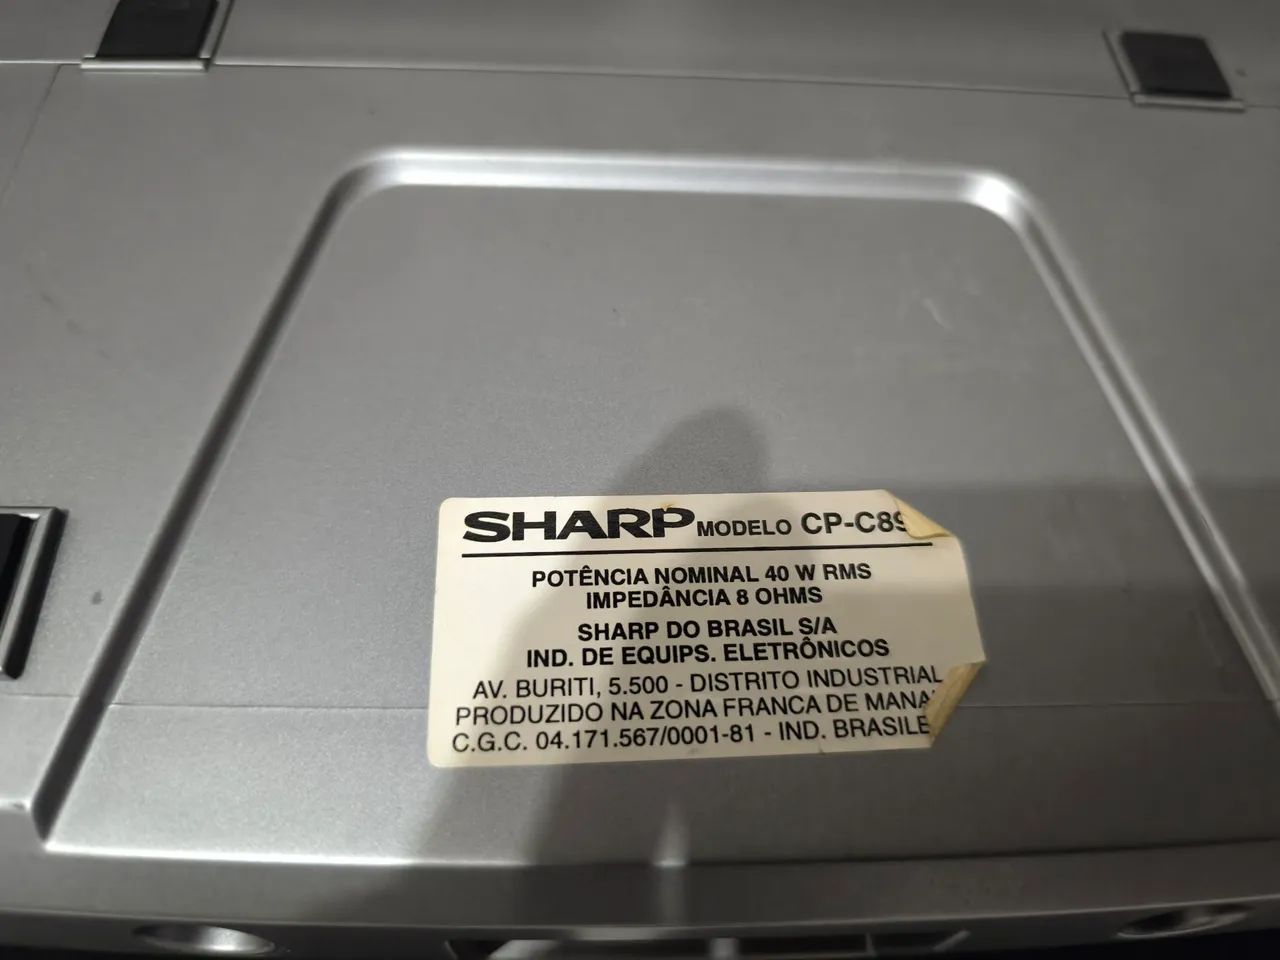 SHARP MODELO CP-C89
POTÊNCIA NOMINAL 40 W RMS
IMPEDÂNCIA 8 OHMS
SHARP DO BRASIL S/A
IND. DE EQUIPS. ELETRÔNICOS
AV. BURITI, 5.500 - DISTRITO INDUSTRIAL
PRODUZIDO NA ZONA FRANCA DE MANA
C.G.C. 04.171.567/0001-81 - IND. BRASILE